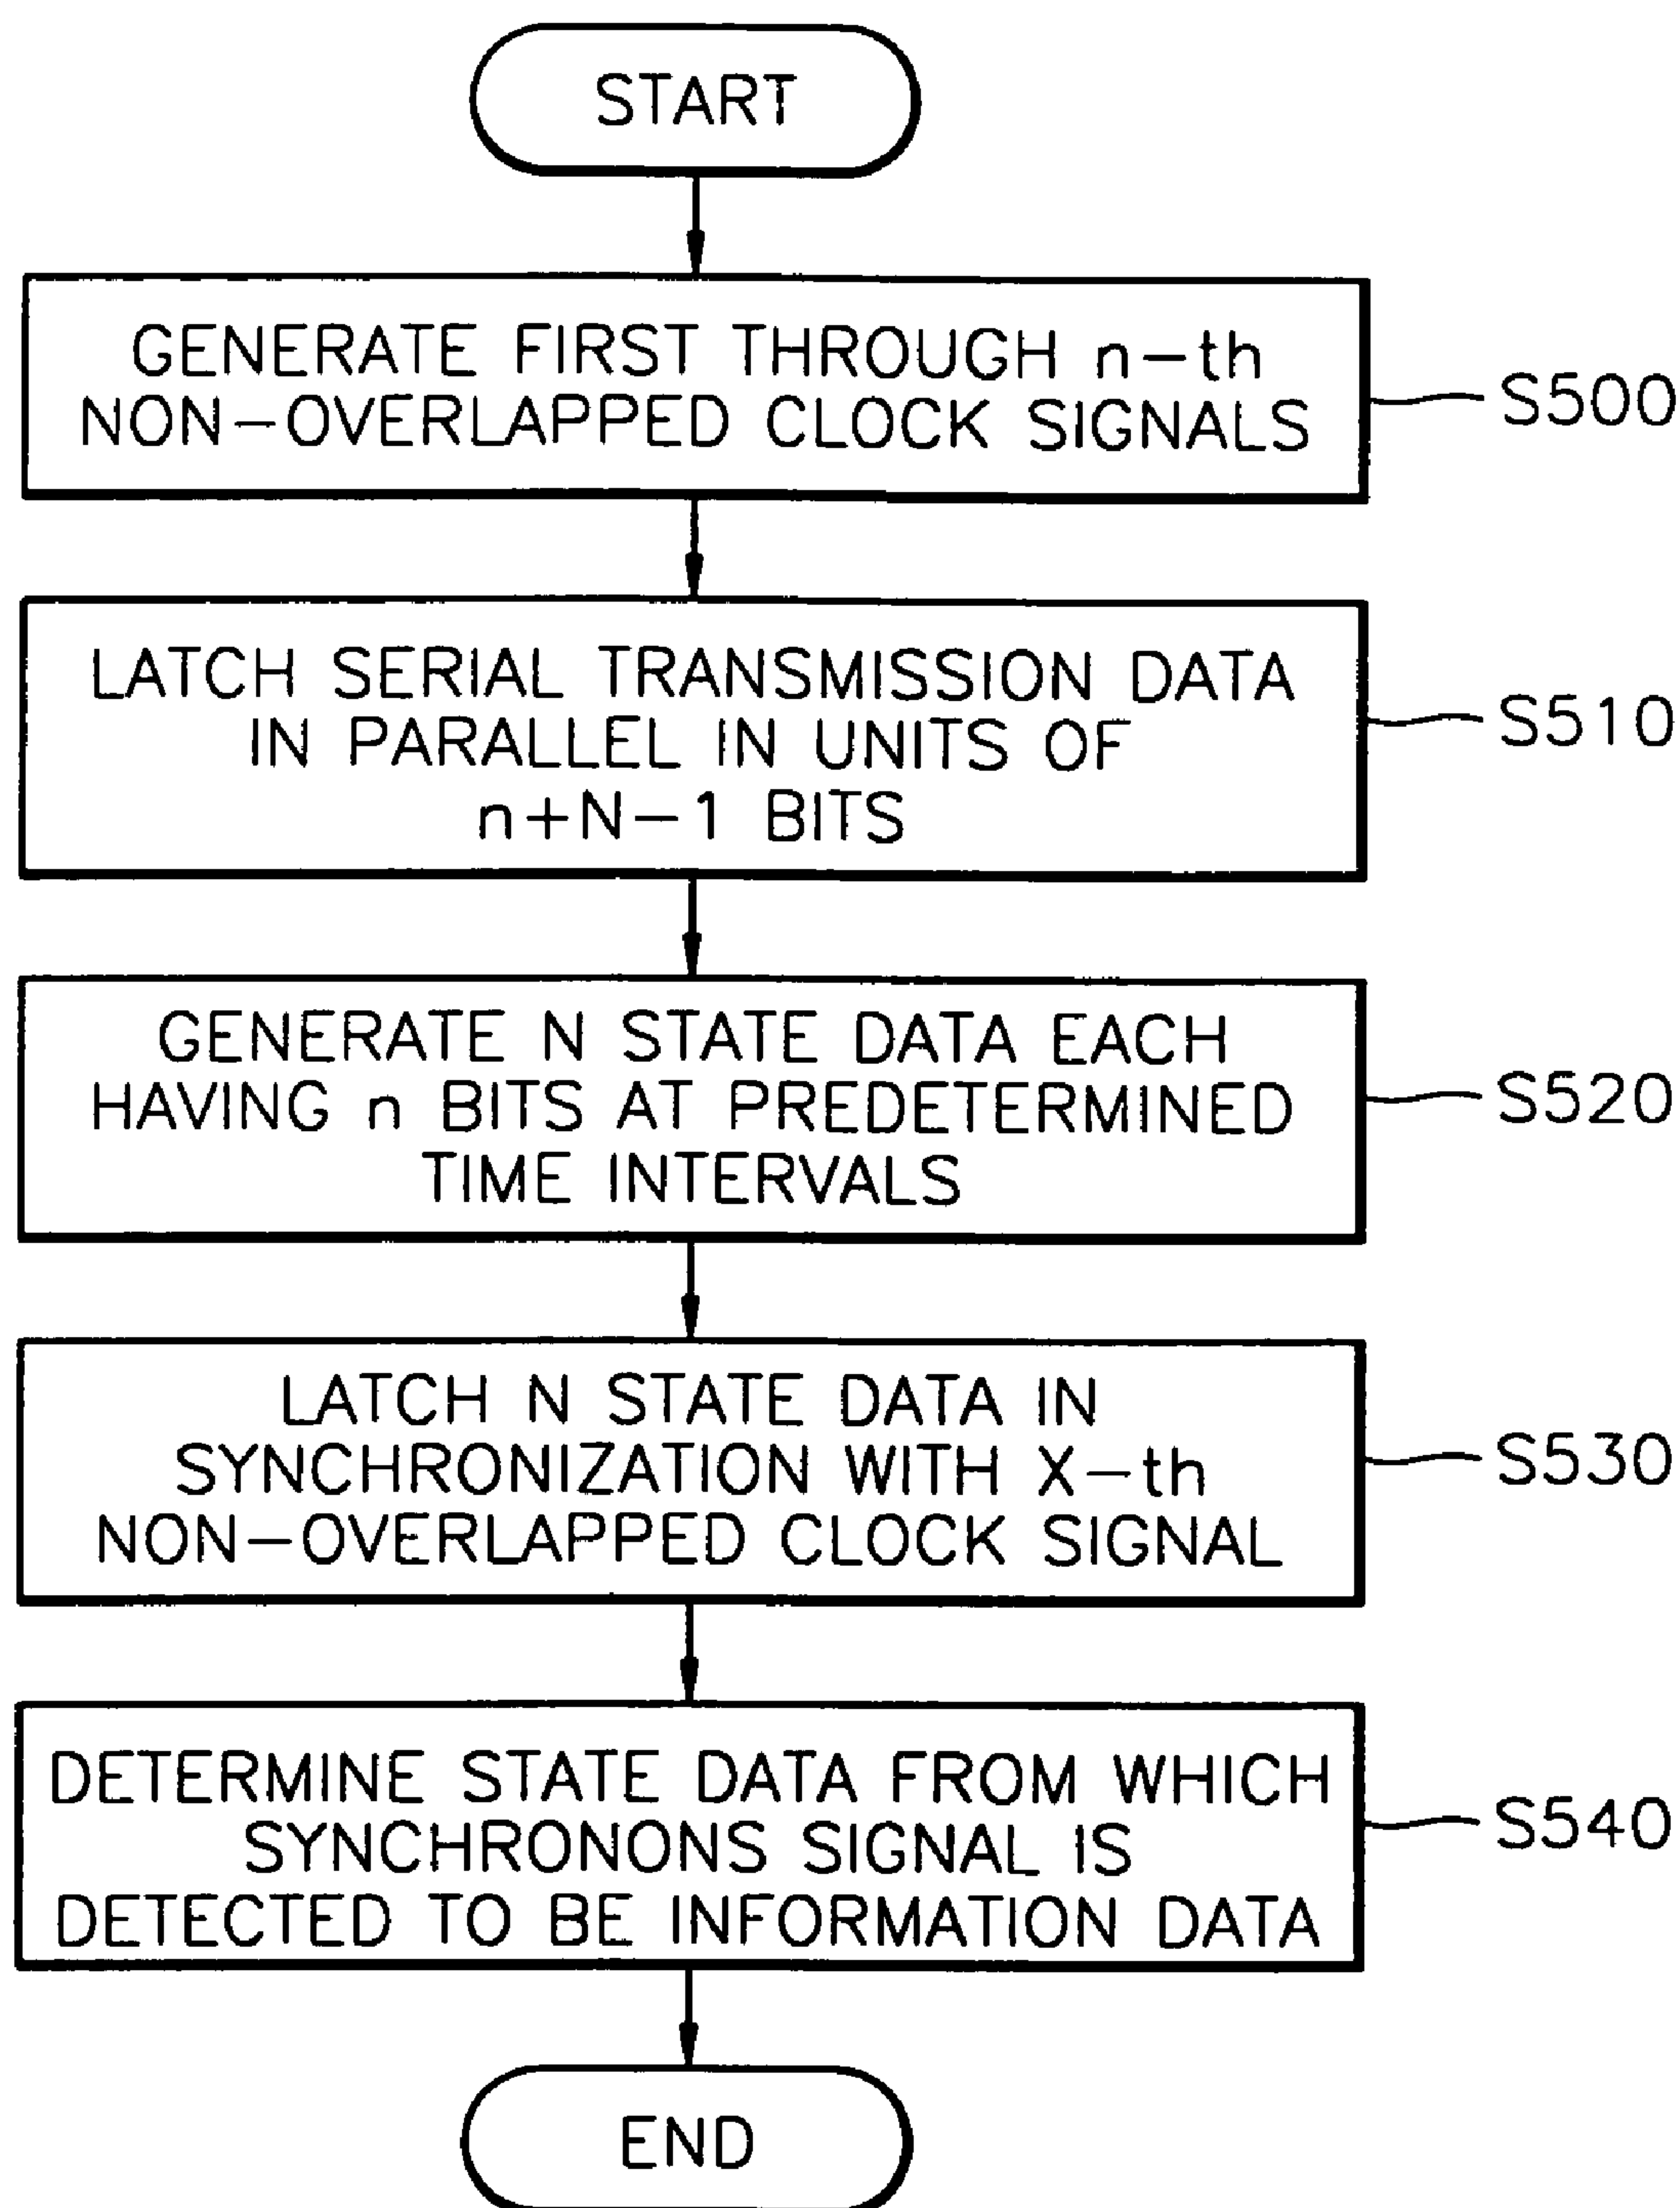 START
GENERATE FIRST THROUGH n-th
NON-OVERLAPPED CLOCK SIGNALS
S500
LATCH SERIAL TRANSMISSION DATA
IN PARALLEL IN UNITS OF
n+N-1 BITS
S510
GENERATE N STATE DATA EACH
HAVING n BITS AT PREDETERMINED
TIME INTERVALS
S520
LATCH N STATE DATA IN
SYNCHRONIZATION WITH X-th
NON-OVERLAPPED CLOCK SIGNAL
S530
DETERMINE STATE DATA FROM WHICH
SYNCHRONONS SIGNAL IS
DETECTED TO BE INFORMATION DATA
S540
END